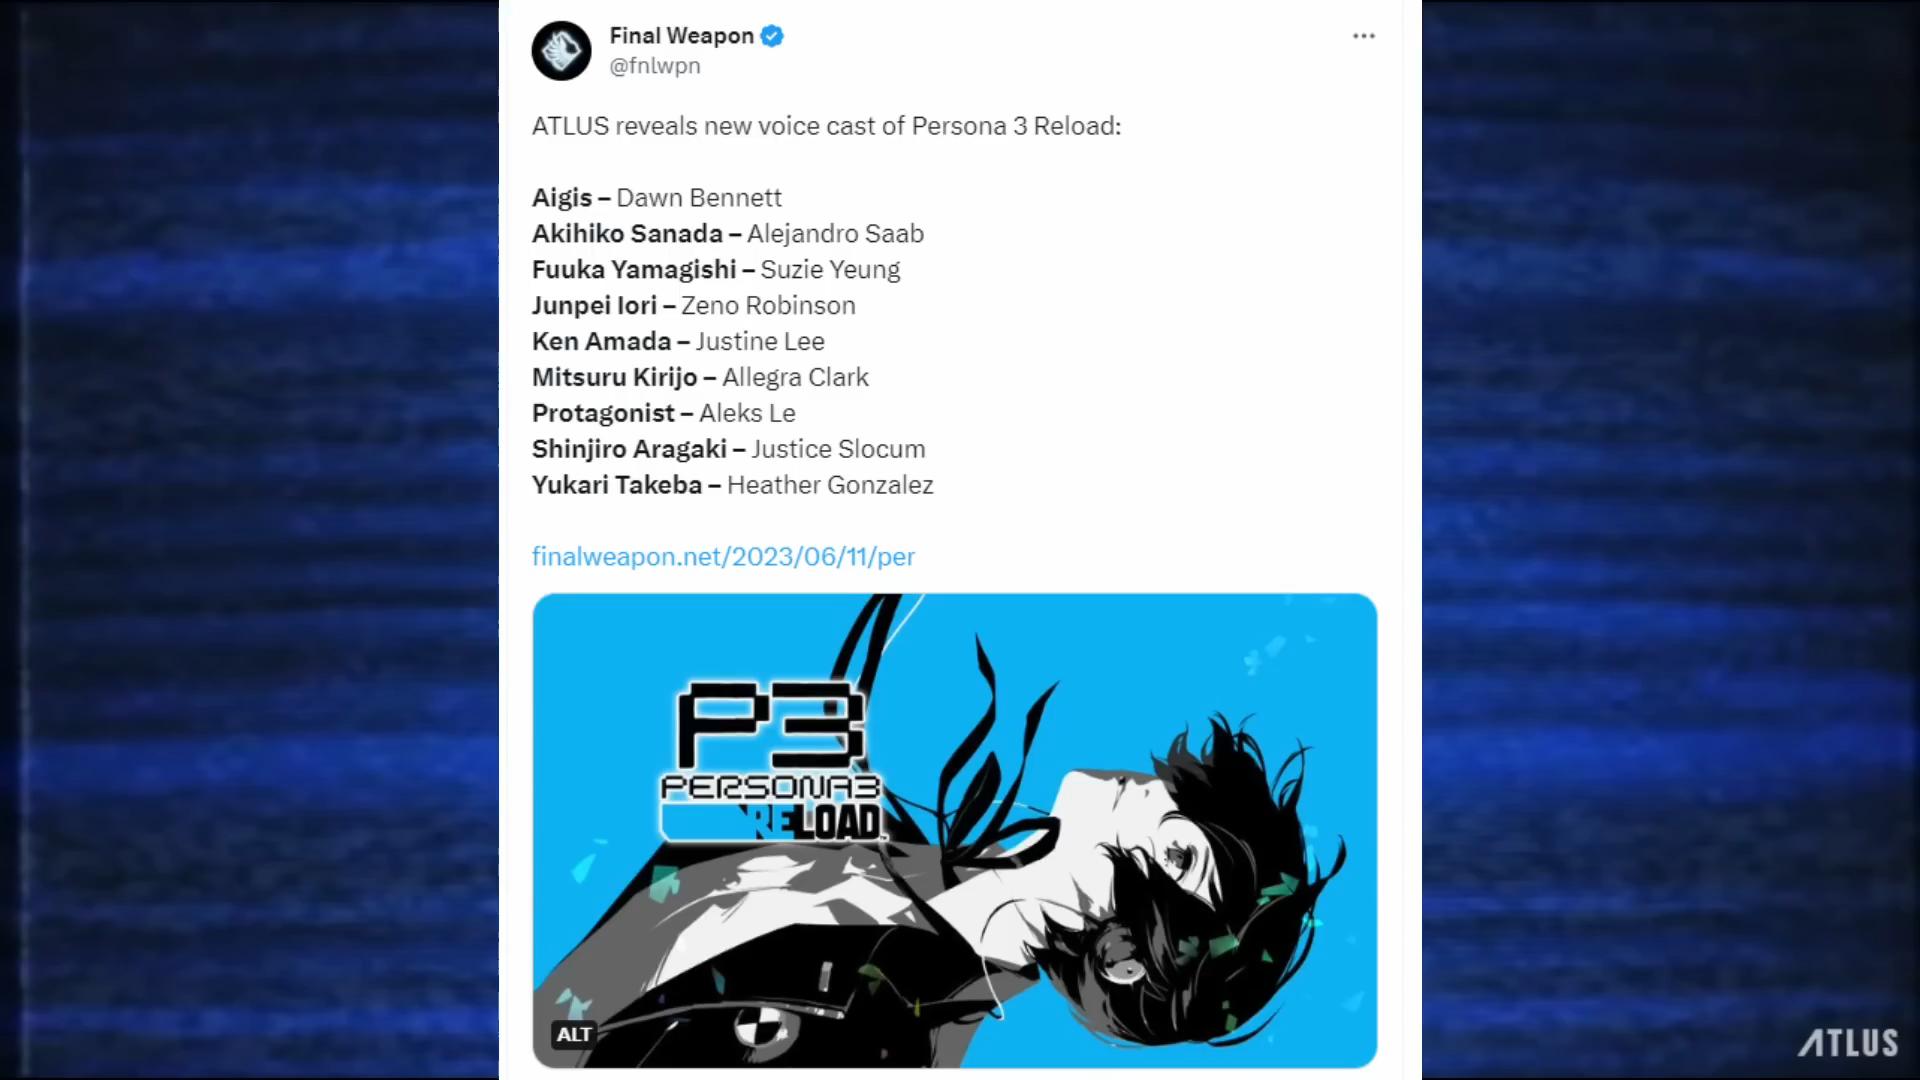 Final Weapon
@fnlwpn
ATLUS reveals new voice cast of Persona 3 Reload:
Aigis – Dawn Bennett
Akihiko Sanada – Alejandro Saab
Fuuka Yamagishi – Suzie Yeung
Junpei Iori – Zeno Robinson
Ken Amada – Justine Lee
Mitsuru Kirijo – Allegra Clark
Protagonist – Aleks Le
Shinjiro Aragaki – Justice Slocum
Yukari Takeba – Heather Gonzalez
finalweapon.net/2023/06/11/per
P3
PERSONA3
RELOAD
ALT
ATLUS